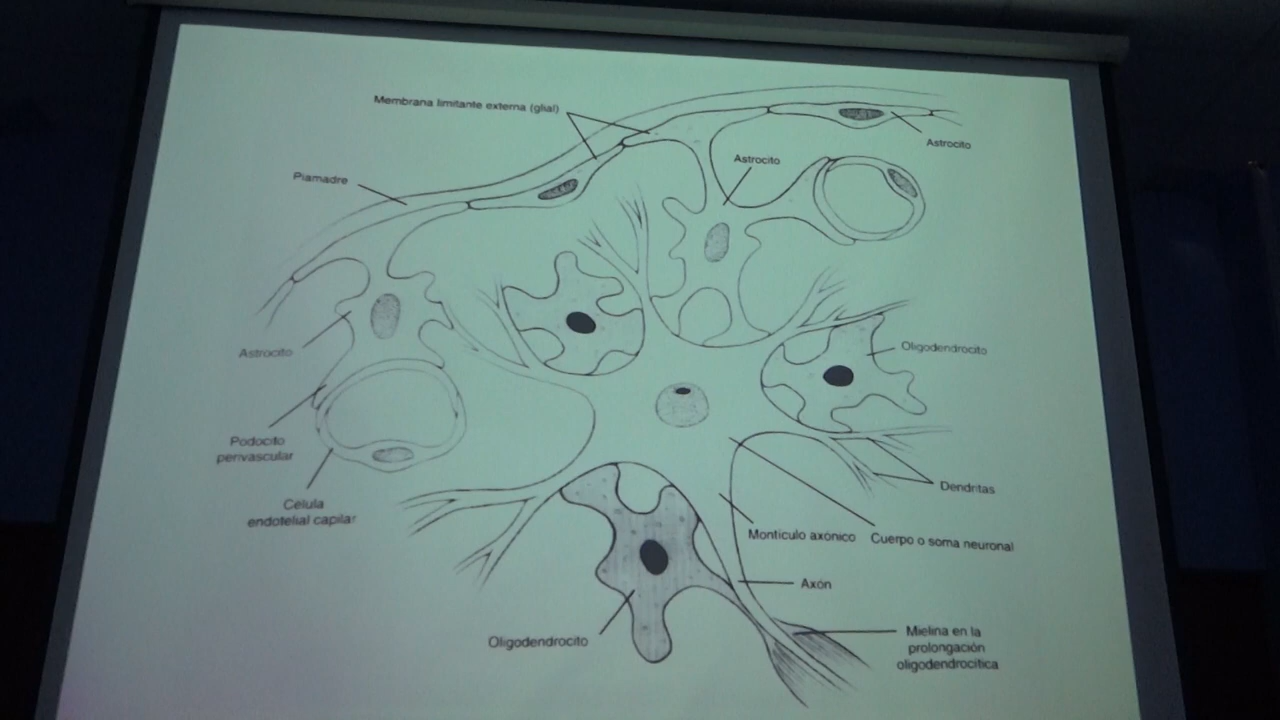 Membrana limitante externa (glial)
Astrocito
Astrocito
Piamadre
Astrocito
Oligodendrocito
Podocito
perivascular
Dendritas
Célula
endotelial capilar
Montículo axónico
Cuerpo o soma neuronal
Axón
Oligodendrocito
Mielina en la
prolongación
oligodendrocítica